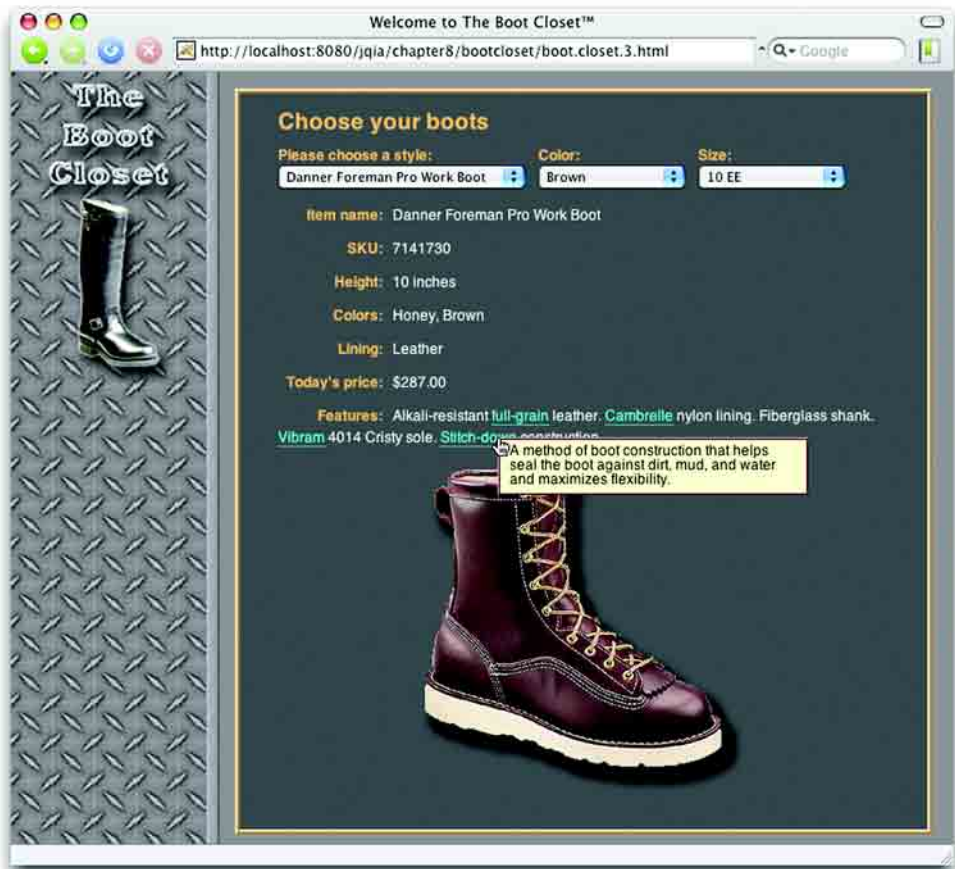 Welcome to The Boot Closet™
http://localhost:8080/jqia/chapter8/bootcloset/boot.closet.3.html
Google
The
Boot
Closet
Choose your boots
Please choose a style:
Color:
Size:
Danner Foreman Pro Work Boot
Brown
10 EE
Item name: Danner Foreman Pro Work Boot
SKU: 7141730
Height: 10 inches
Colors: Honey, Brown
Lining: Leather
Today's price: $287.00
Features: Alkali-resistant full-grain leather. Cambrelle nylon lining. Fiberglass shank.
Vibram 4014 Cristy sole. Stitch-down construction
A method of boot construction that helps
seal the boot against dirt, mud, and water
and maximizes flexibility.